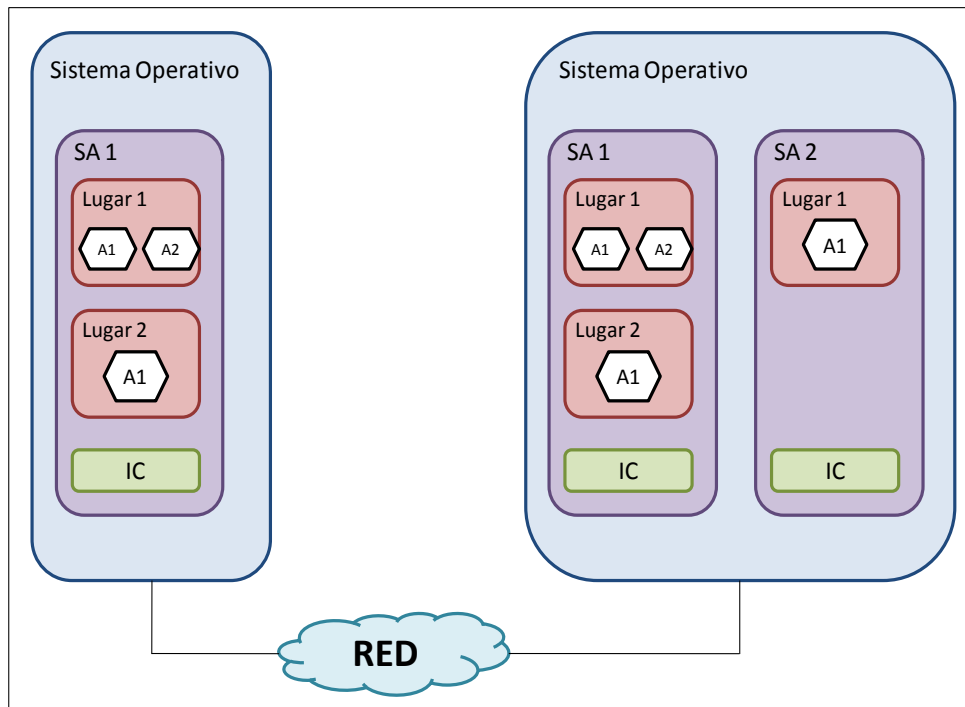 Sistema Operativo
SA 1
Lugar 1
A1
A2
Lugar 2
A1
IC
Sistema Operativo
SA 1
Lugar 1
A1
A2
Lugar 2
A1
IC
SA 2
Lugar 1
A1
IC
RED